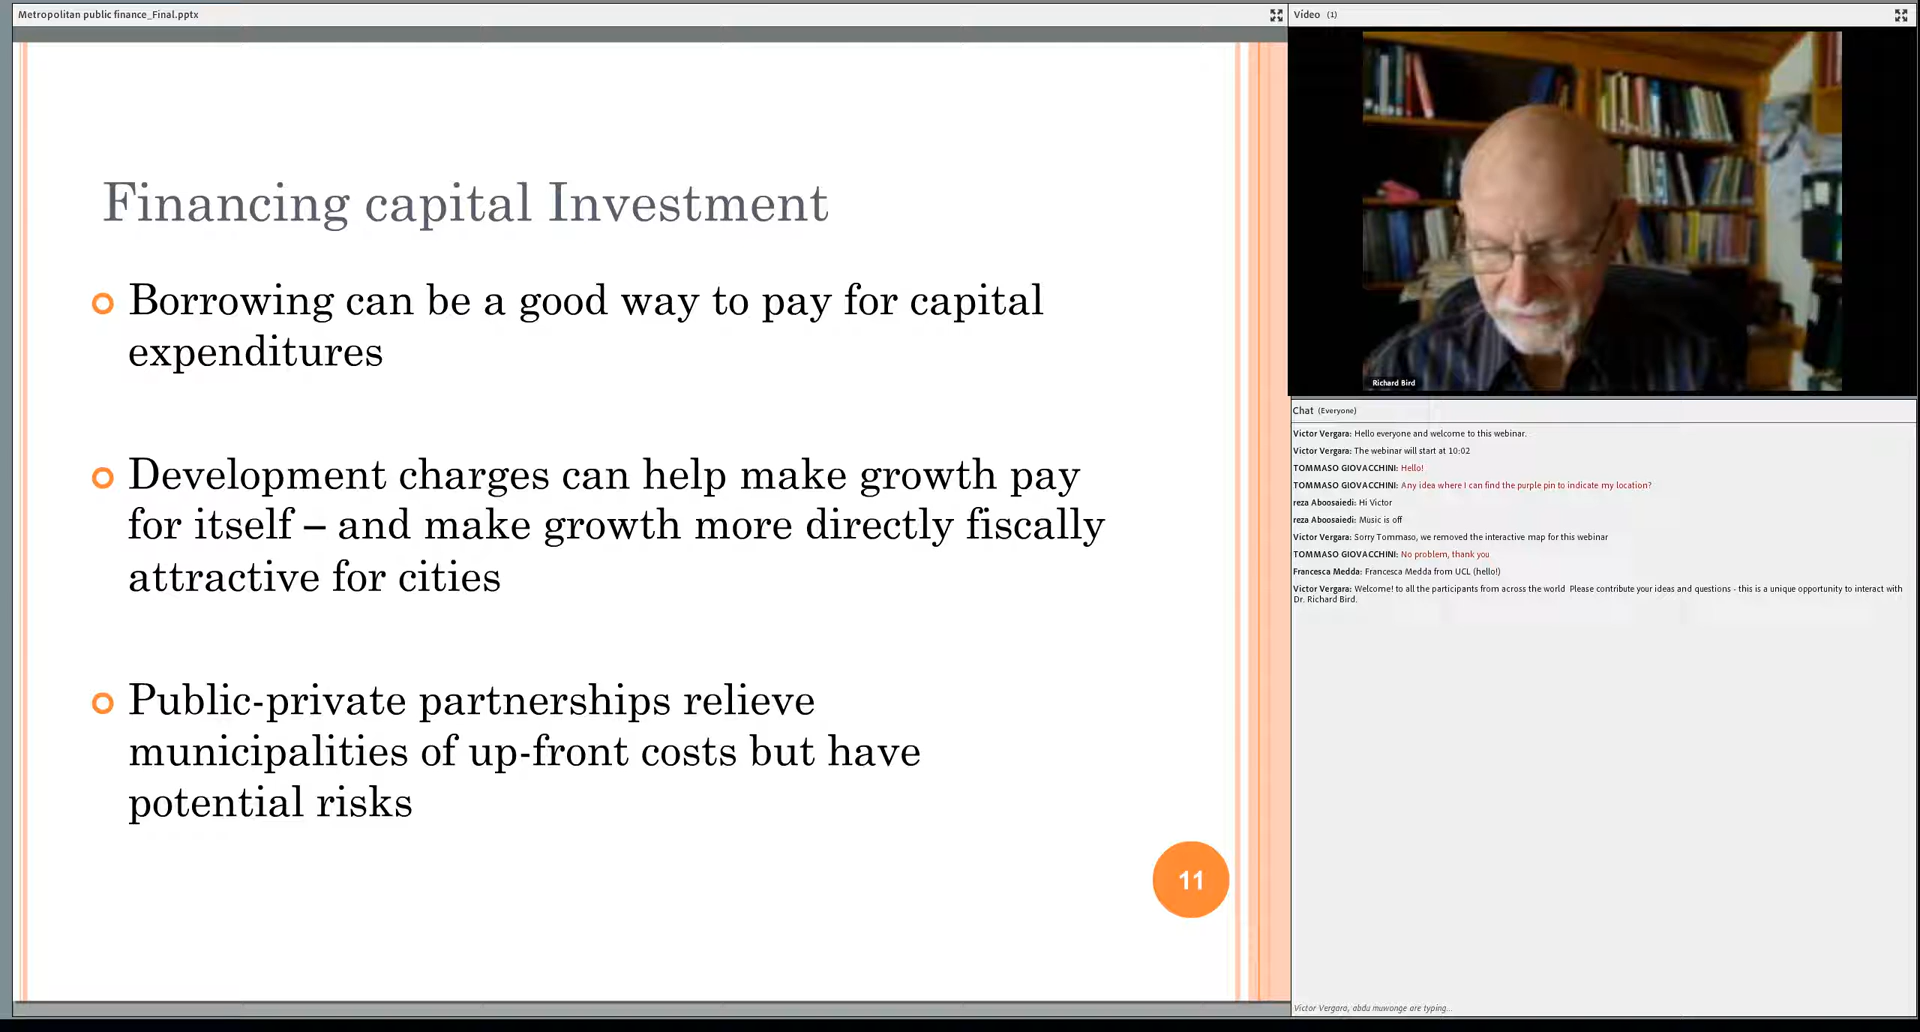 Metropolitan public finance_Final.pptx
Financing capital Investment
Borrowing can be a good way to pay for capital
expenditures
Development charges can help make growth pay
for itself – and make growth more directly fiscally
attractive for cities
Public-private partnerships relieve
municipalities of up-front costs but have
potential risks
11
Video (1)
Richard Bird
Chat (Everyone)
Victor Vergara: Hello everyone and welcome to this webinar.
Victor Vergara: The webinar will start at 10:02
TOMMASO GIOVACCHINI: Hello!
TOMMASO GIOVACCHINI: Any idea where I can find the purple pin to indicate my location?
reza Aboosaiedi: Hi Victor
reza Aboosaiedi: Music is off
Victor Vergara: Sorry Tommaso, we removed the interactive map for this webinar
TOMMASO GIOVACCHINI: No problem, thank you
Francesca Medda: Francesca Medda from UCL (hello!)
Victor Vergara: Welcome! to all the participants from across the world Please contribute your ideas and questions - this is a unique opportunity to interact with
Dr. Richard Bird.
Victor Vergara, abdu muwonge are typing...